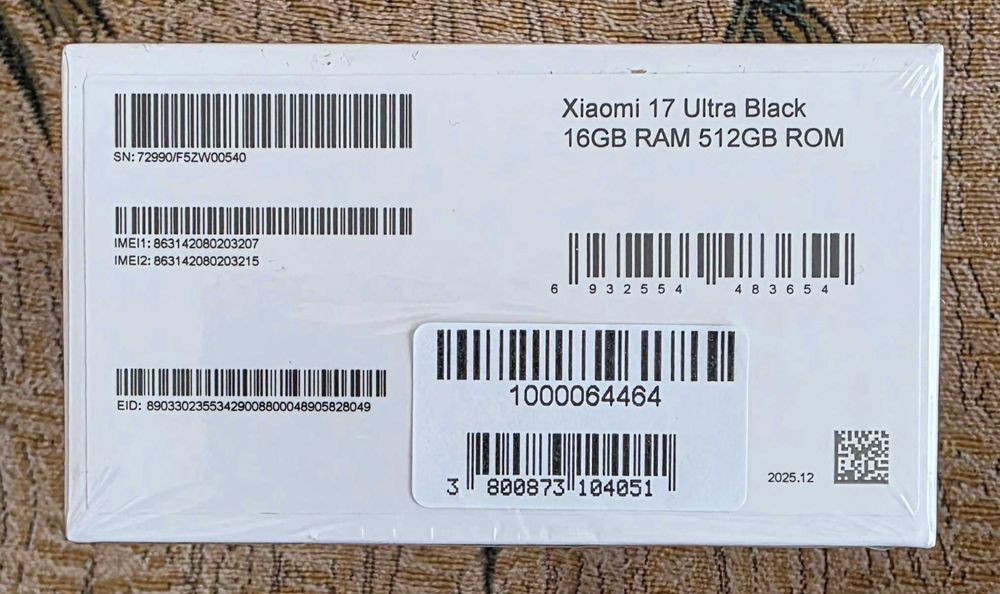 SN: 72990/F5ZW00540
IMEI1: 863142080203207
IMEI2: 863142080203215
EID: 89033023553429008800048905828049
Xiaomi 17 Ultra Black
16GB RAM 512GB ROM
6 932554 483654
1000064464
3 800873 104051
2025.12